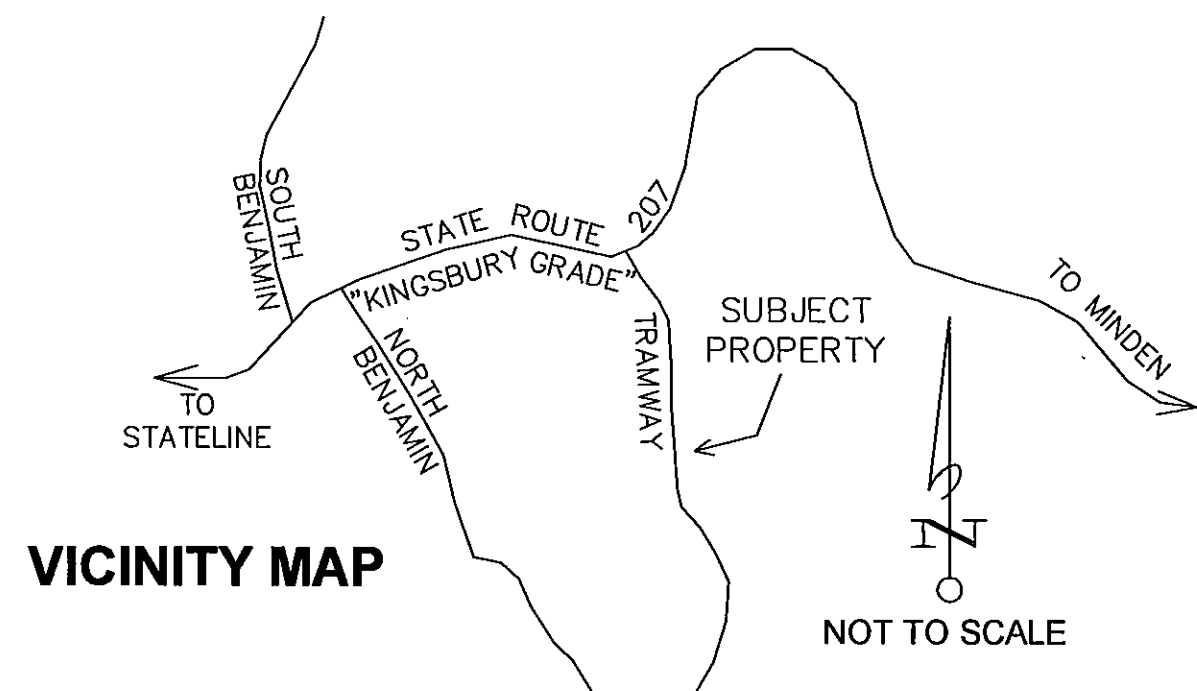 SOUTH
BENJAMIN
STATE ROUTE 207
"KINGSBURY GRADE"
TO MINDEN
SUBJECT
PROPERTY
TRAMWAY
NORTH
BENJAMIN
TO
STATELINE
N
VICINITY MAP
NOT TO SCALE